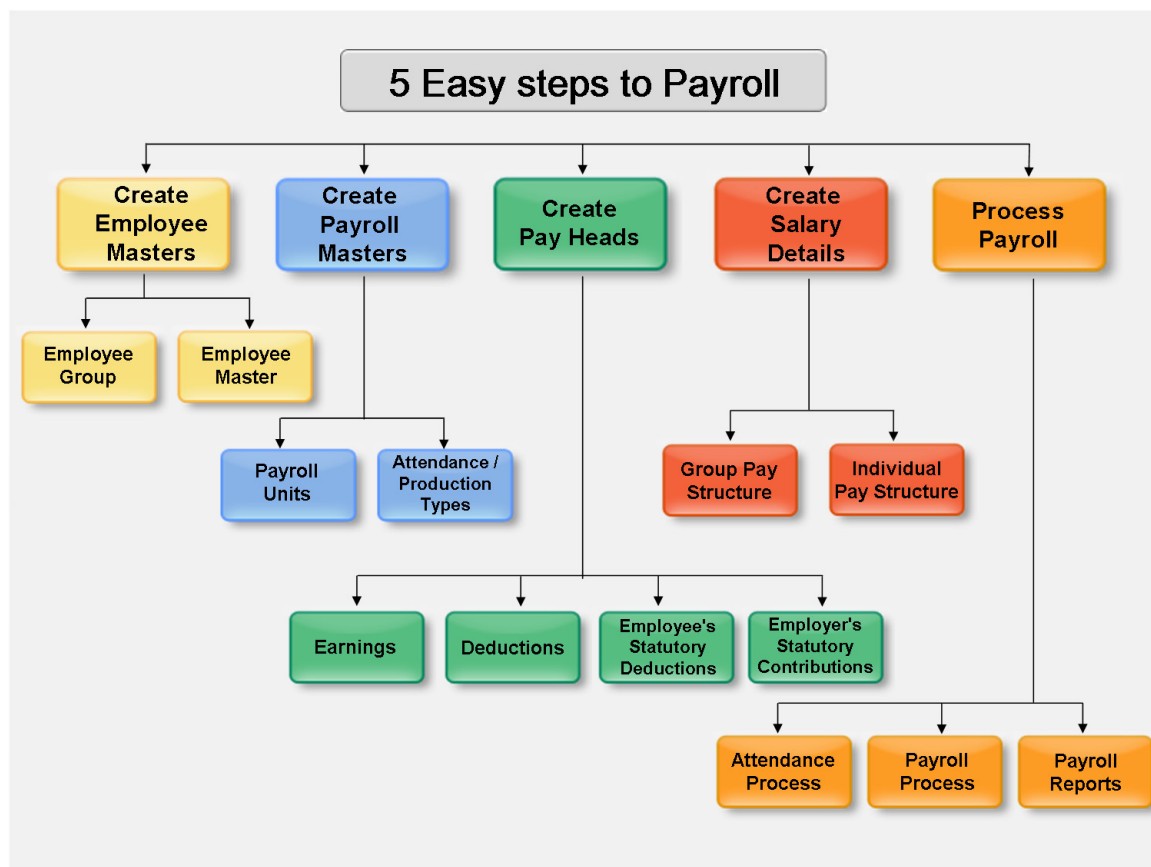 5 Easy steps to Payroll
Create
Employee
Masters
Create
Payroll
Masters
Create
Pay Heads
Create
Salary
Details
Process
Payroll
Employee
Group
Employee
Master
Payroll
Units
Attendance /
Production
Types
Group Pay
Structure
Individual
Pay Structure
Earnings
Deductions
Employee's
Statutory
Deductions
Employer's
Statutory
Contributions
Attendance
Process
Payroll
Process
Payroll
Reports